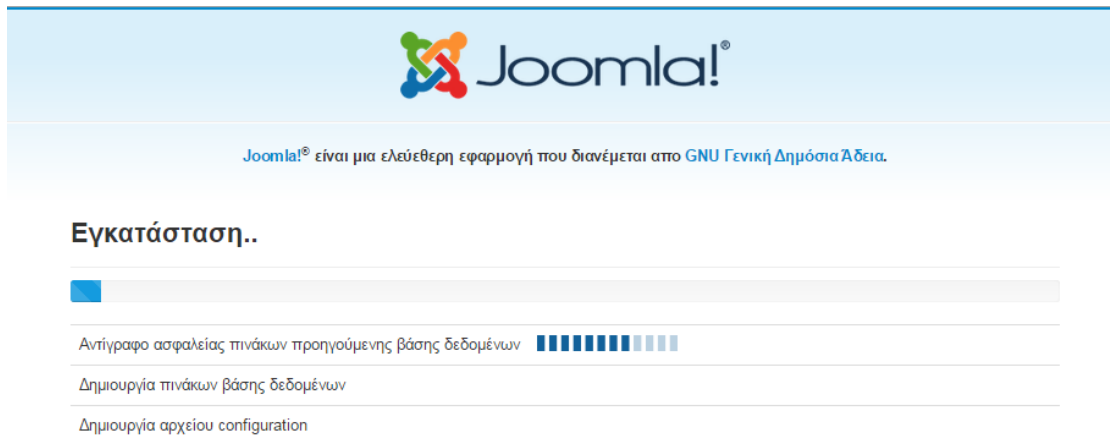 Joomla!®
Joomla!® είναι μια ελεύθερη εφαρμογή που διανέμεται απο GNU Γενική Δημόσια Άδεια.
Εγκατάσταση..
Αντίγραφο ασφαλείας πινάκων προηγούμενης βάσης δεδομένων
Δημιουργία πινάκων βάσης δεδομένων
Δημιουργία αρχείου configuration